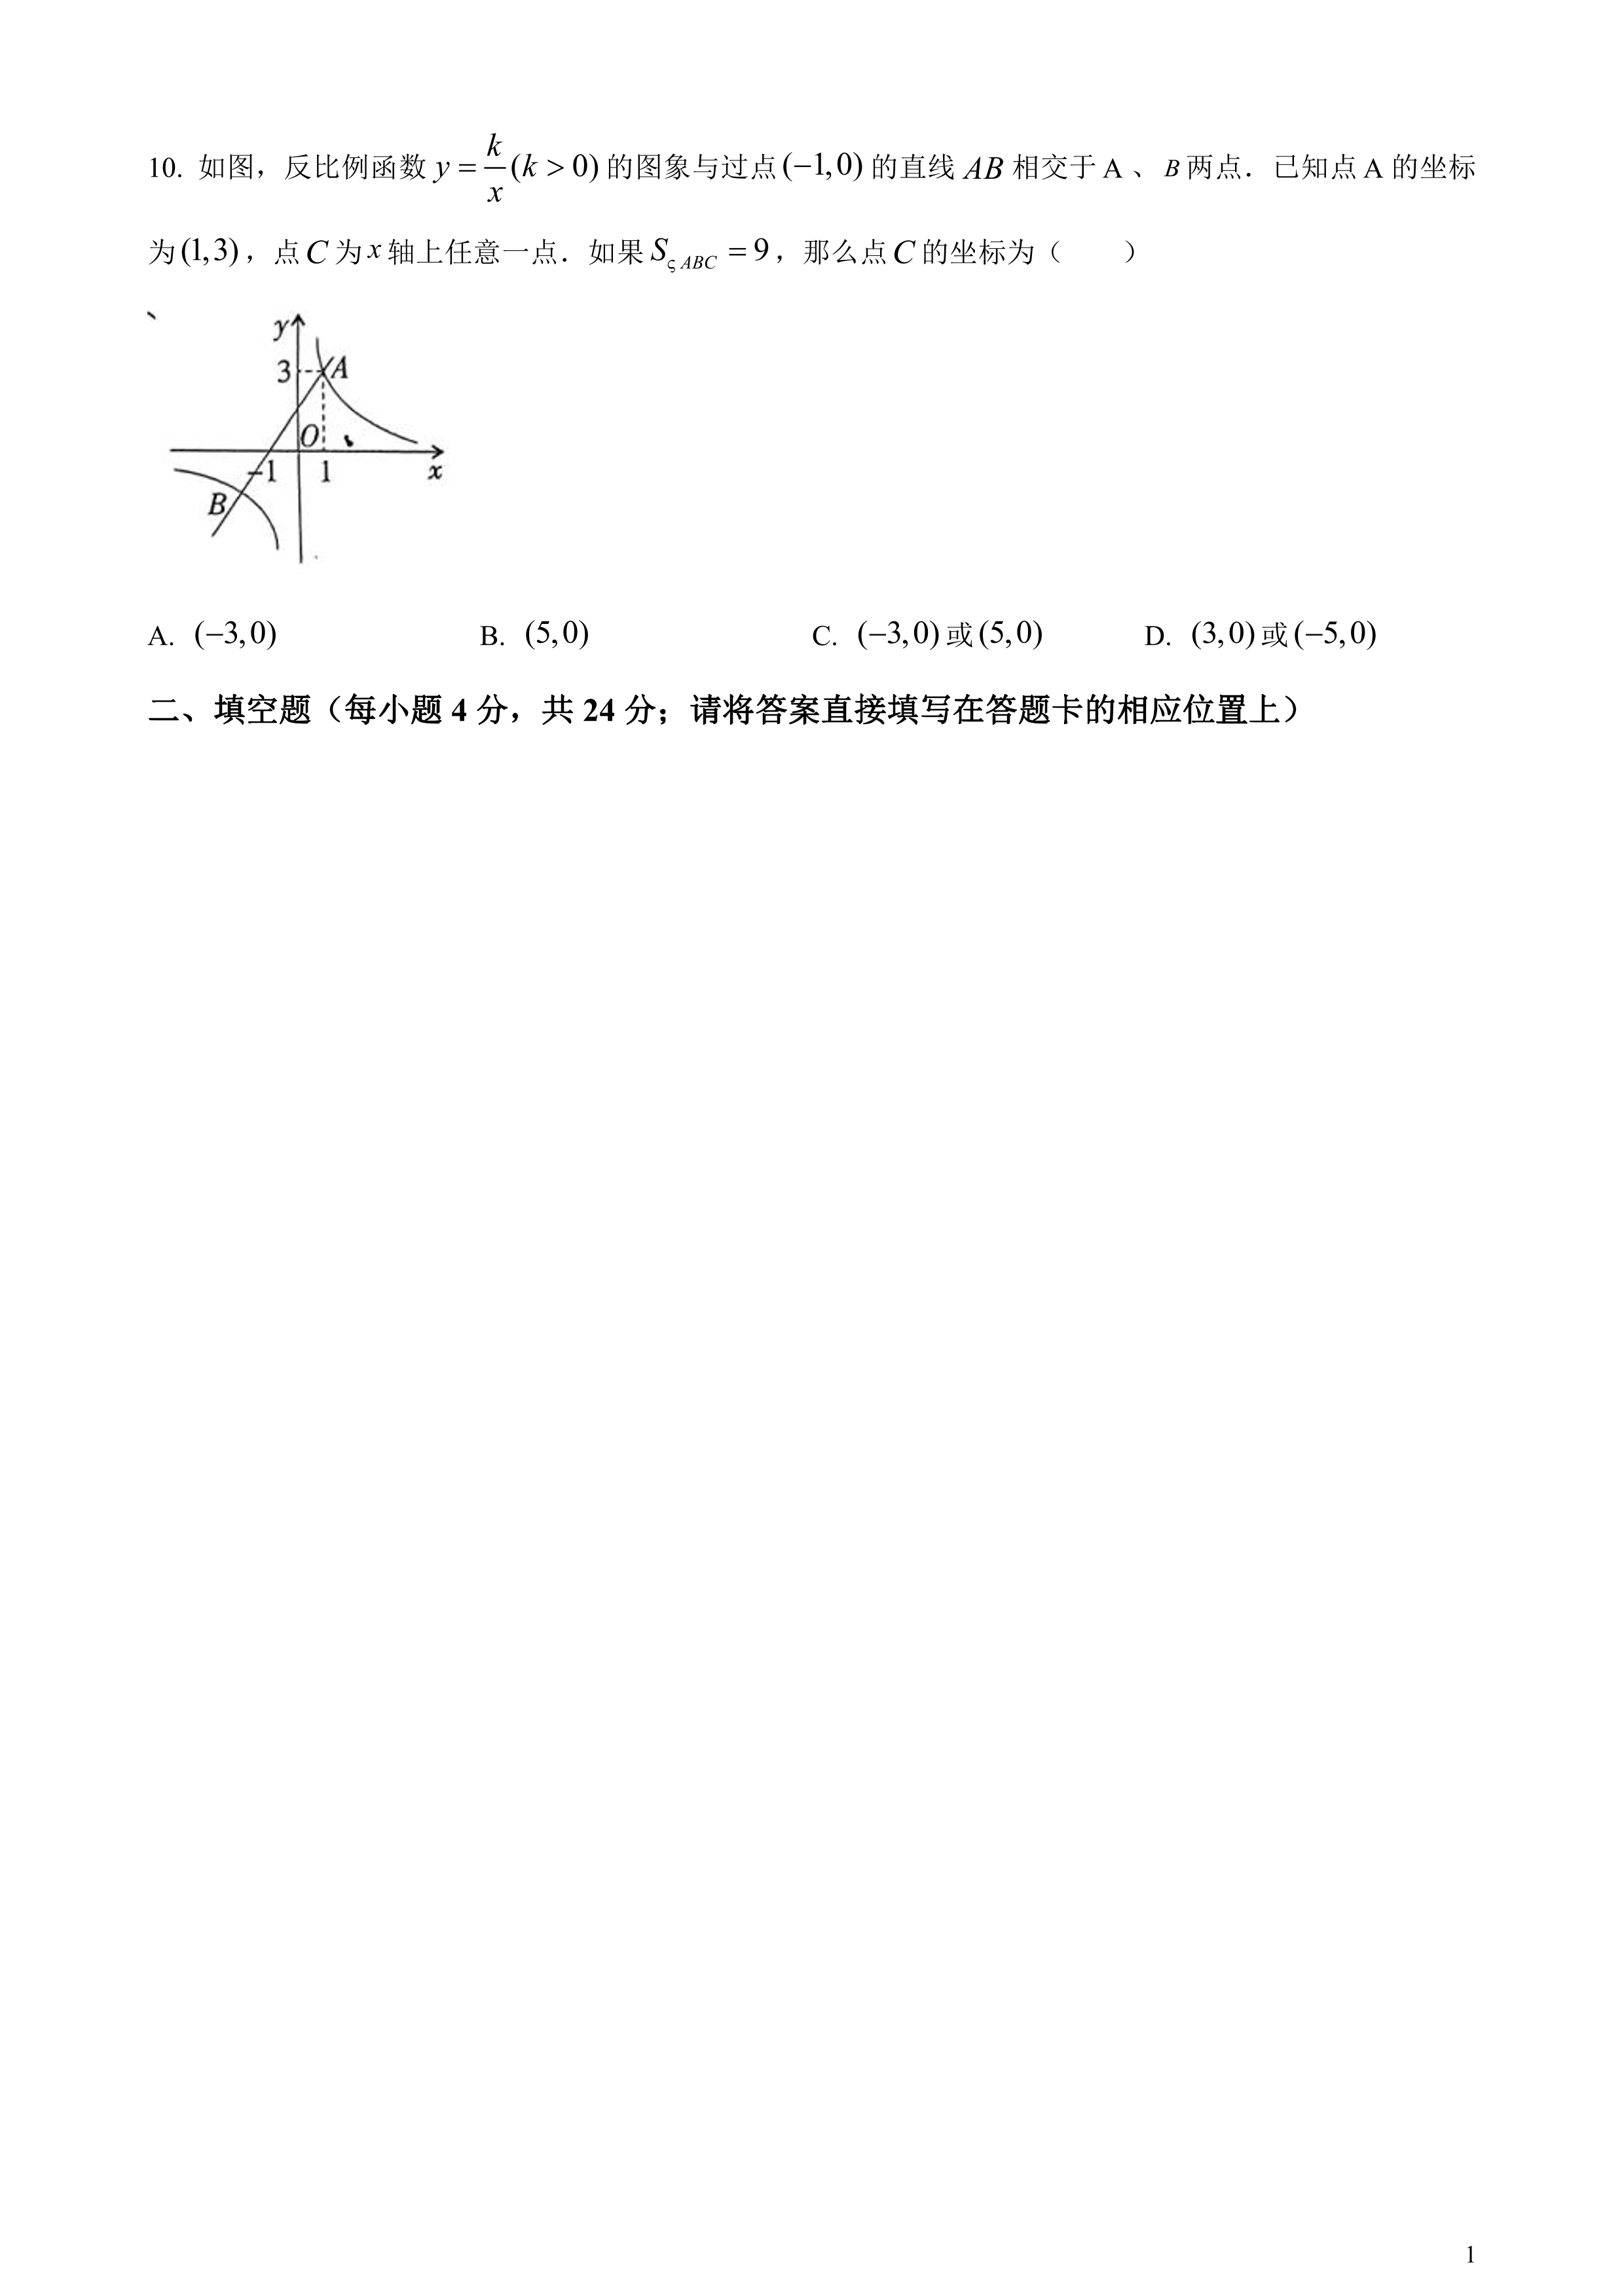 10. 如图，反比例函数 y = k/x (k > 0) 的图象与过点 (−1,0) 的直线 AB 相交于 A 、B 两点．已知点 A 的坐标
为 (1,3)，点 C 为 x 轴上任意一点．如果 S_{ς ABC} = 9，那么点 C 的坐标为（　　）
y
3
A
O
−1
1
x
B
A. (−3,0)　B. (5,0)　C. (−3,0) 或 (5,0)　D. (3,0) 或 (−5,0)
二、填空题（每小题 4 分，共 24 分；请将答案直接填写在答题卡的相应位置上）
1